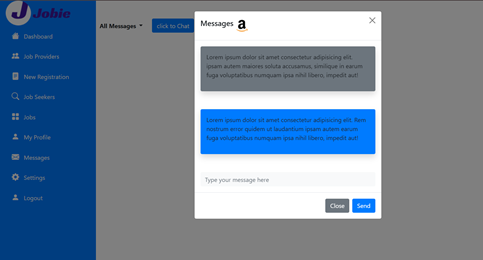 Jobie
Dashboard
Job Providers
New Registration
Job Seekers
Jobs
My Profile
Messages
Settings
Logout
All Messages
click to Chat
Messages
Lorem ipsum dolor sit amet consectetur adipisicing elit.
ipsam autem maiores soluta accusamus, similique in earum
fuga voluptatibus numquam ipsa nihil libero, impedit aut!
Lorem ipsum dolor sit amet consectetur adipisicing elit. Rem
nostrum error quidem ut laudantium ipsam autem earum
fuga voluptatibus numquam ipsa nihil libero, impedit aut!
Type your message here
Close
Send